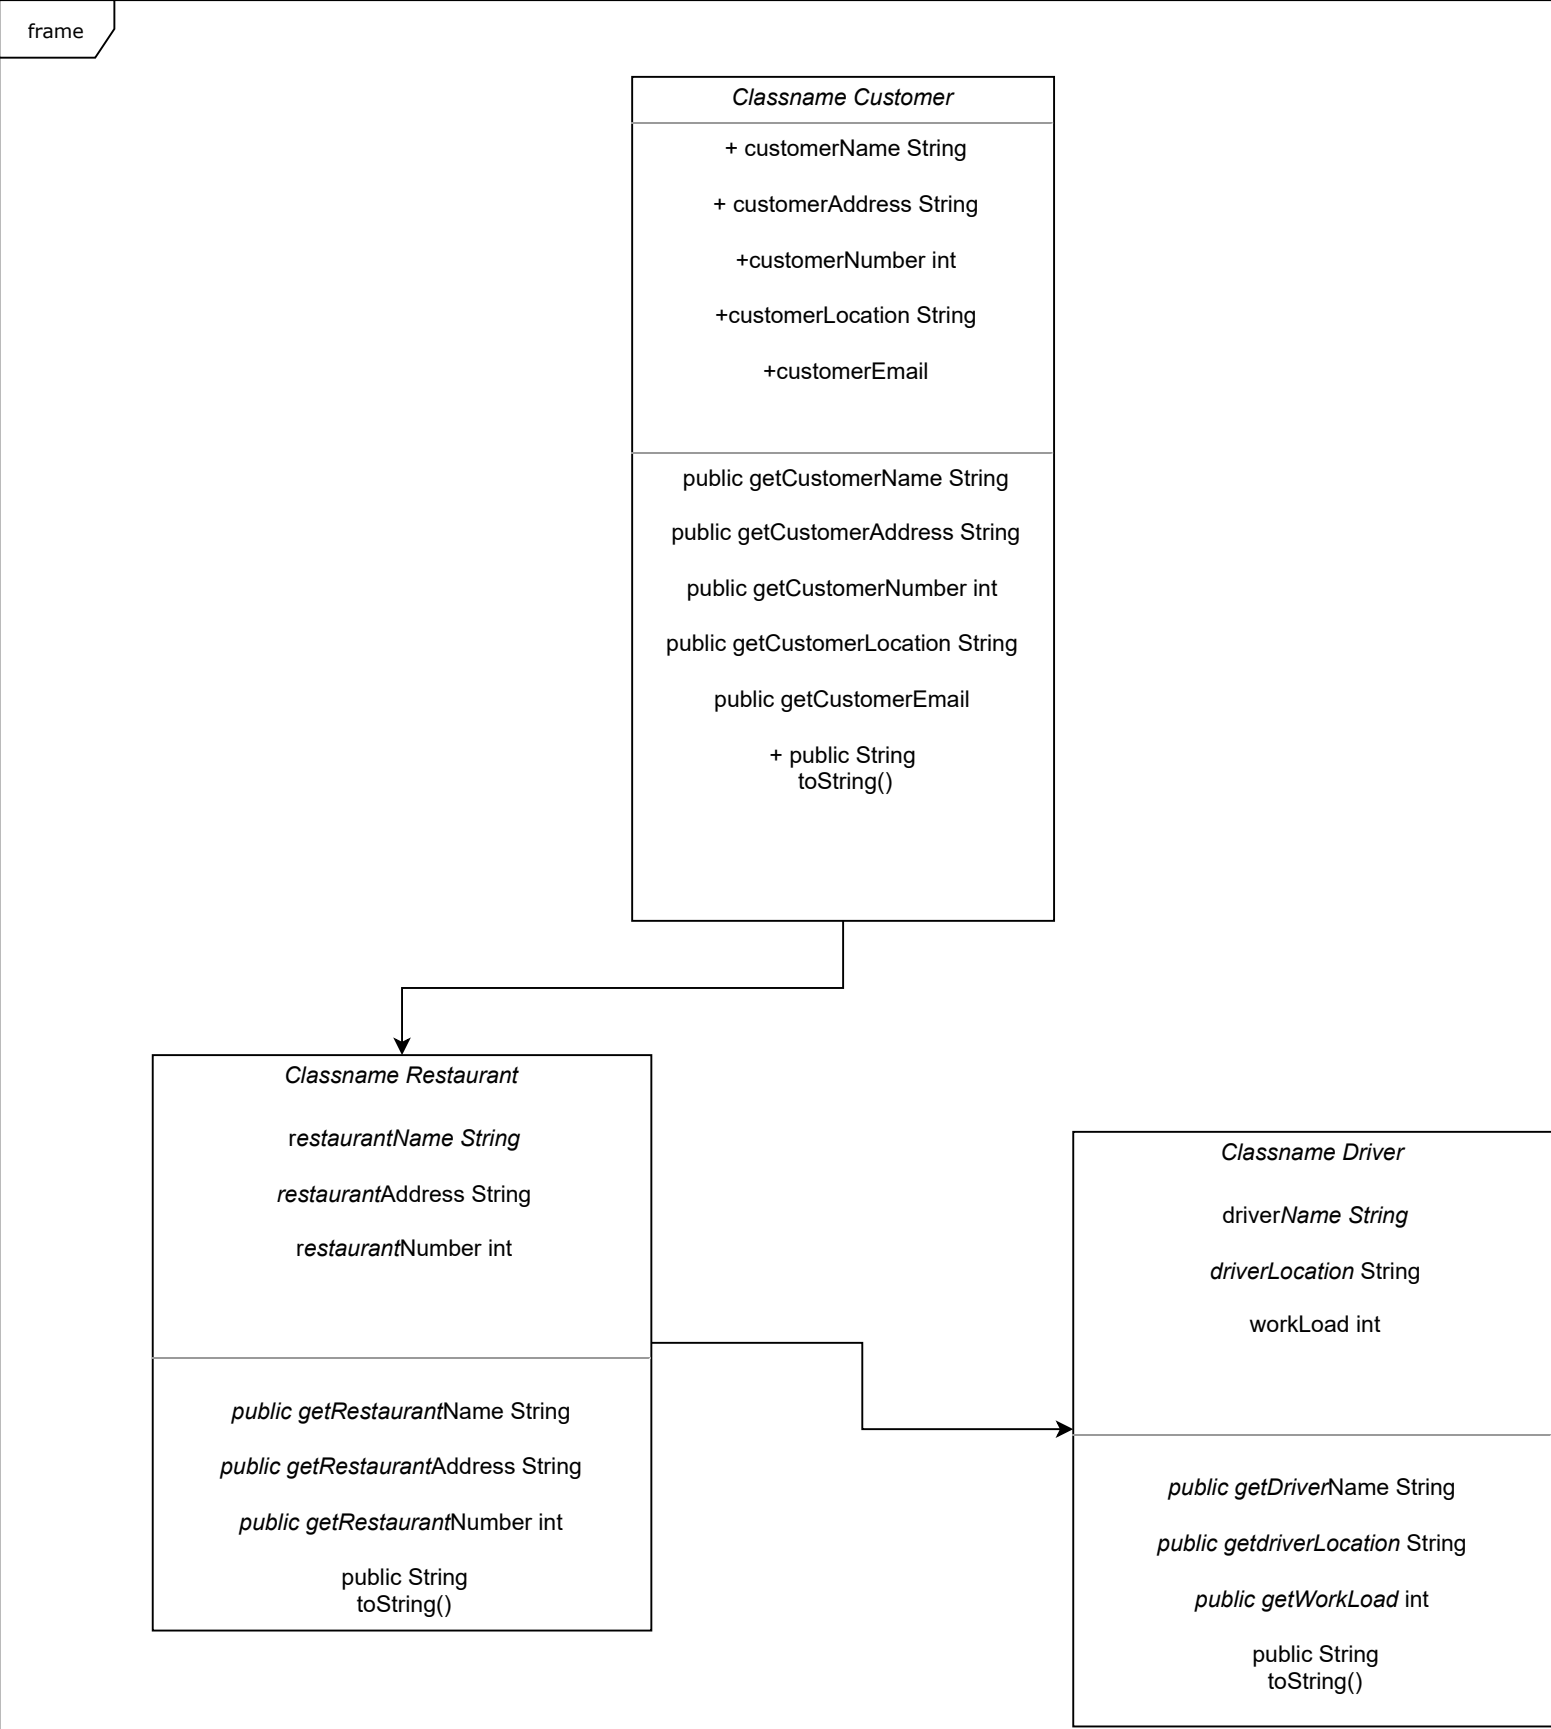 frame
Classname Customer
+ customerName String
+ customerAddress String
+customerNumber int
+customerLocation String
+customerEmail
public getCustomerName String
public getCustomerAddress String
public getCustomerNumber int
public getCustomerLocation String
public getCustomerEmail
+ public String
toString()
Classname Restaurant
restaurantName String
restaurantAddress String
restaurantNumber int
public getRestaurantName String
public getRestaurantAddress String
public getRestaurantNumber int
public String
toString()
Classname Driver
driverName String
driverLocation String
workLoad int
public getDriverName String
public getdriverLocation String
public getWorkLoad int
public String
toString()